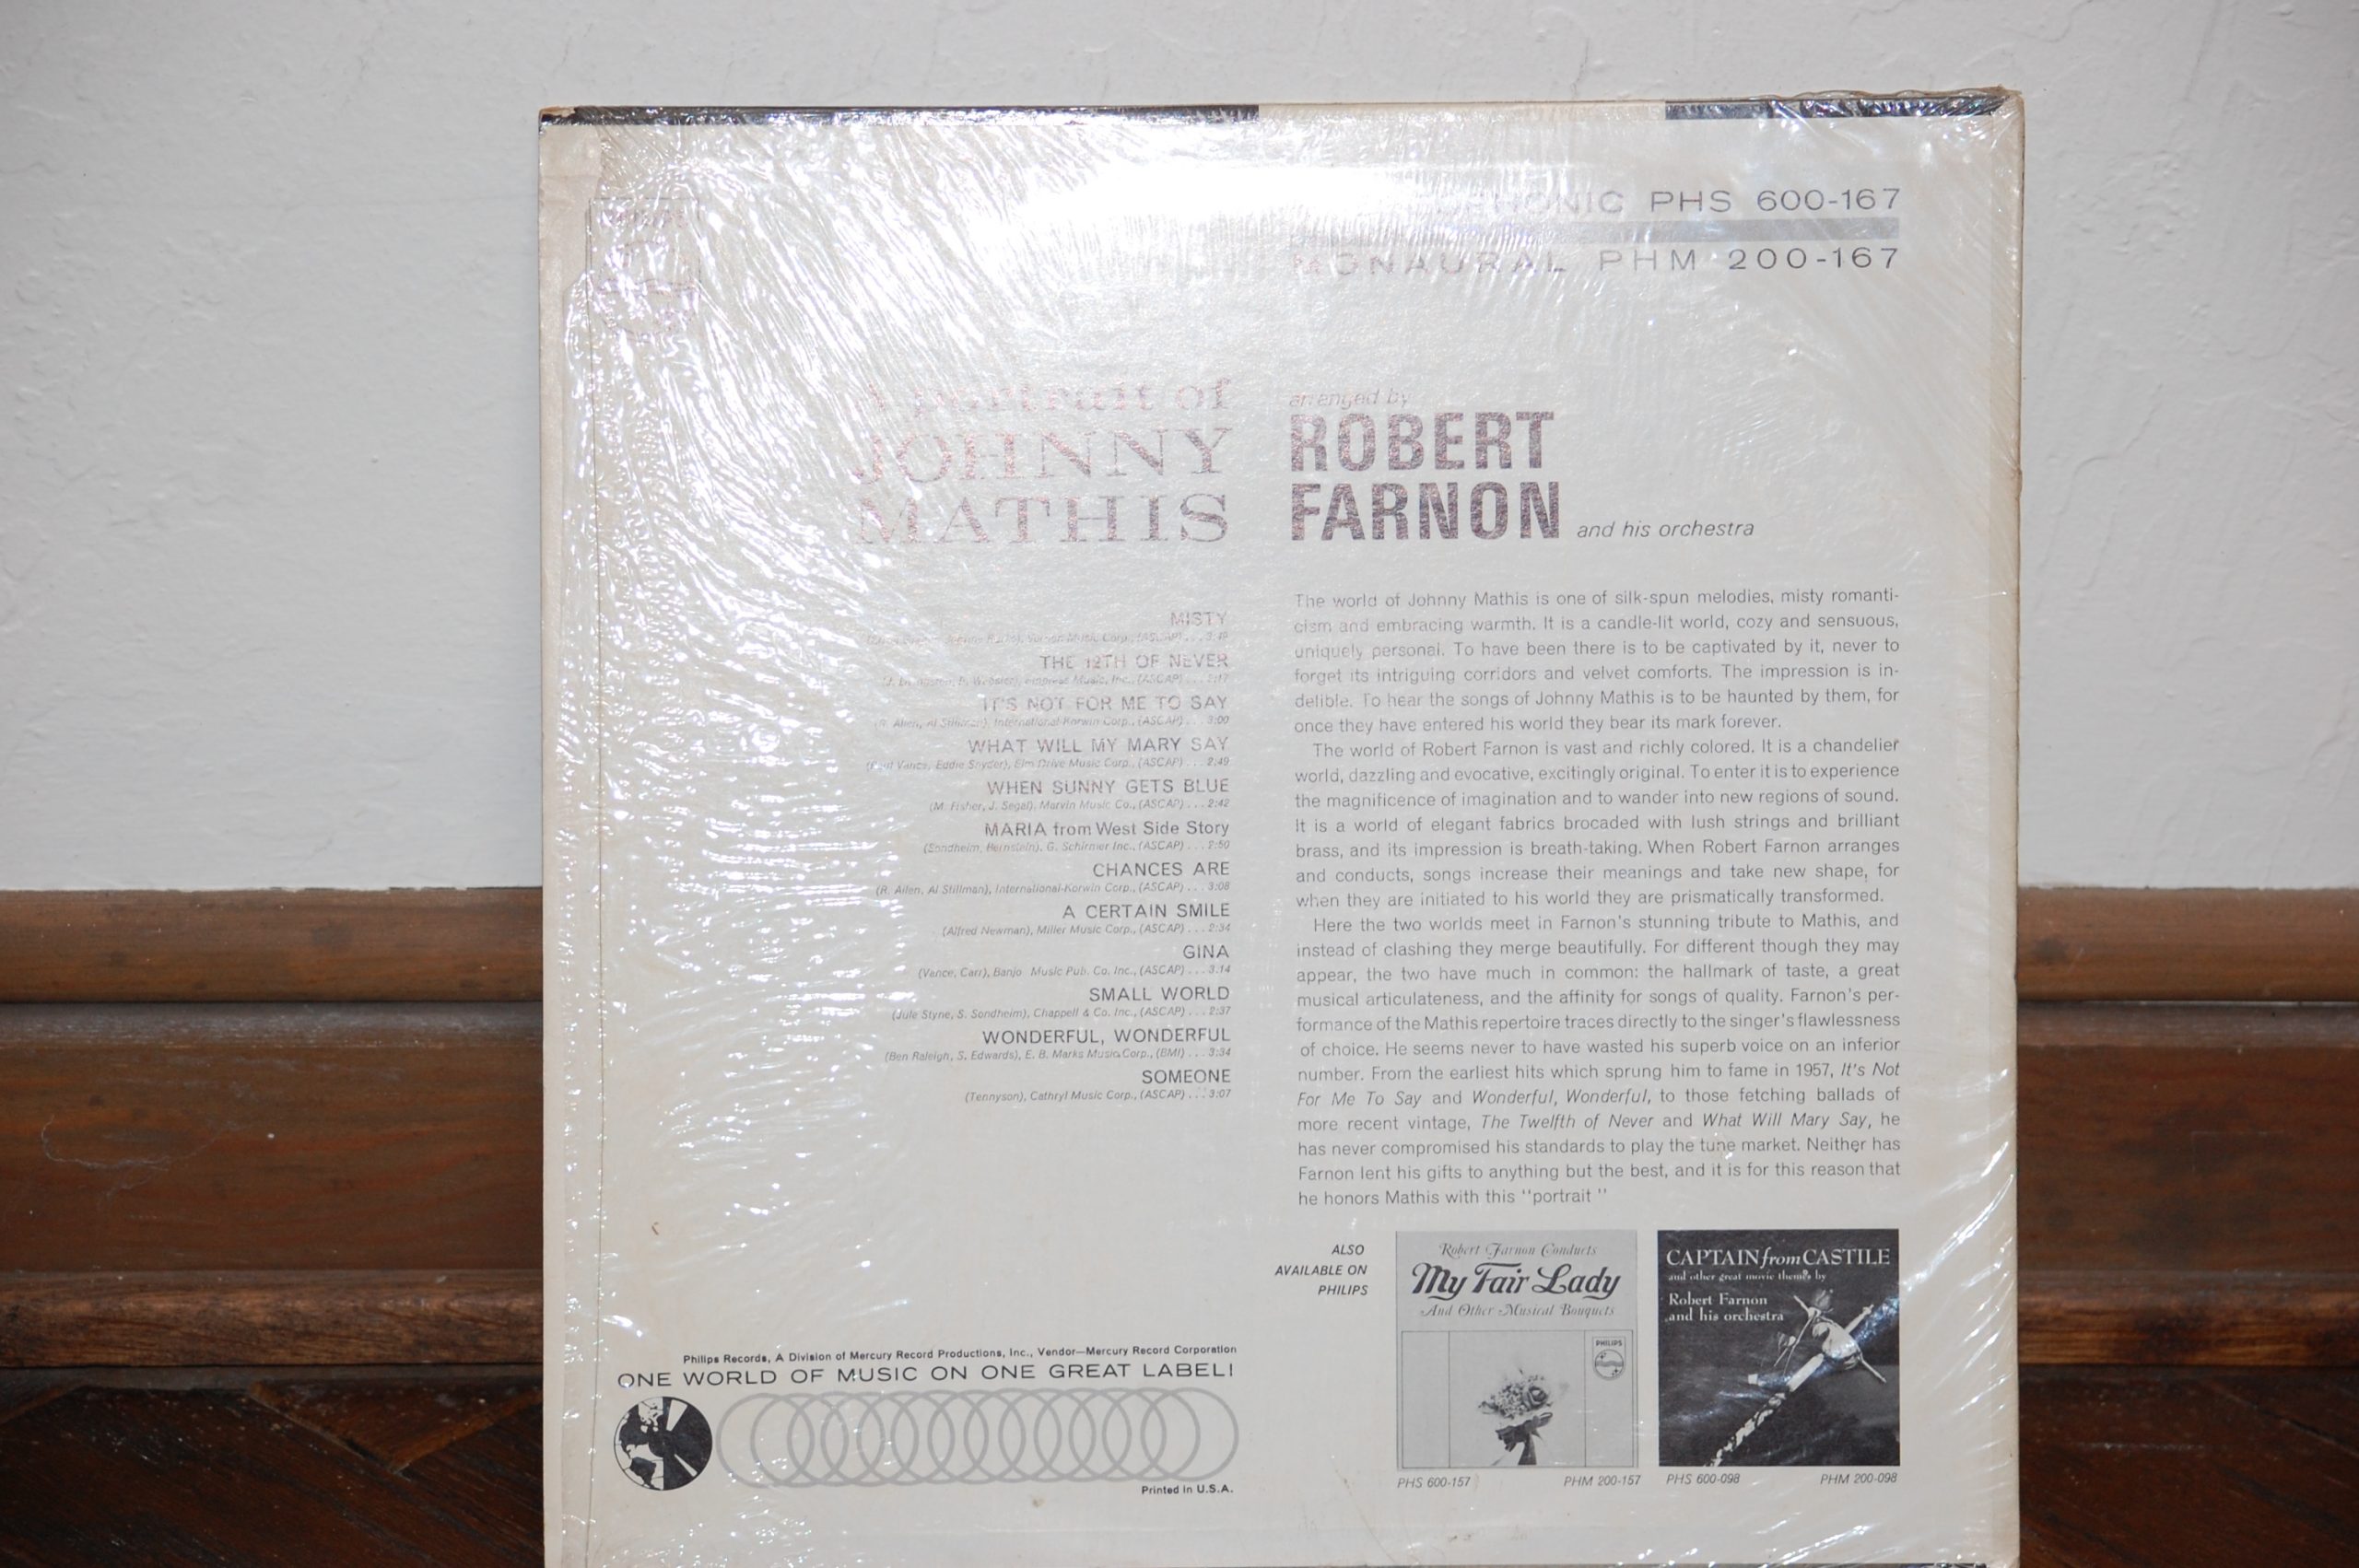 PHONIC PHS 600-167
MONAURAL PHM 200-167
A portrait of
JOHNNY
MATHIS
arranged by
ROBERT
FARNON and his orchestra
MISTY
THE 12TH OF NEVER
IT'S NOT FOR ME TO SAY
International-Korwin Corp., (ASCAP) . . . 3:00
WHAT WILL MY MARY SAY
(Paul Vance, Eddie Snyder), Elm Drive Music Corp., (ASCAP) . . . 2:49
WHEN SUNNY GETS BLUE
(M. Fisher, J. Segal), Marvin Music Co., (ASCAP) . . . 2:42
MARIA from West Side Story
(Sondheim, Bernstein), G. Schirmer Inc., (ASCAP) . . . 2:50
CHANCES ARE
(R. Allen, Al Stillman), International-Korwin Corp., (ASCAP) . . . 3:08
A CERTAIN SMILE
(Alfred Newman), Miller Music Corp., (ASCAP) . . . 2:34
GINA
(Vance, Carr), Banjo Music Pub. Co. Inc., (ASCAP) . . . 3:14
SMALL WORLD
(Jule Styne, S. Sondheim), Chappell & Co. Inc., (ASCAP) . . . 2:37
WONDERFUL, WONDERFUL
(Ben Raleigh, S. Edwards), E. B. Marks Music Corp., (BMI) . . . 3:34
SOMEONE
(Tennyson), Cathryl Music Corp., (ASCAP) . . . 3:07
The world of Johnny Mathis is one of silk-spun melodies, misty romanti-
cism and embracing warmth. It is a candle-lit world, cozy and sensuous,
uniquely personal. To have been there is to be captivated by it, never to
forget its intriguing corridors and velvet comforts. The impression is in-
delible. To hear the songs of Johnny Mathis is to be haunted by them, for
once they have entered his world they bear its mark forever.
The world of Robert Farnon is vast and richly colored. It is a chandelier
world, dazzling and evocative, excitingly original. To enter it is to experience
the magnificence of imagination and to wander into new regions of sound.
It is a world of elegant fabrics brocaded with lush strings and brilliant
brass, and its impression is breath-taking. When Robert Farnon arranges
and conducts, songs increase their meanings and take new shape, for
when they are initiated to his world they are prismatically transformed.
Here the two worlds meet in Farnon's stunning tribute to Mathis, and
instead of clashing they merge beautifully. For different though they may
appear, the two have much in common: the hallmark of taste, a great
musical articulateness, and the affinity for songs of quality. Farnon's per-
formance of the Mathis repertoire traces directly to the singer's flawlessness
of choice. He seems never to have wasted his superb voice on an inferior
number. From the earliest hits which sprung him to fame in 1957, It's Not
For Me To Say and Wonderful, Wonderful, to those fetching ballads of
more recent vintage, The Twelfth of Never and What Will Mary Say, he
has never compromised his standards to play the tune market. Neither has
Farnon lent his gifts to anything but the best, and it is for this reason that
he honors Mathis with this "portrait "
ALSO
AVAILABLE ON
PHILIPS
Robert Farnon Conducts
My Fair Lady
And Other Musical Bouquets
PHILIPS
PHS 600-157 PHM 200-157
CAPTAIN from CASTILE
and other great movie themes by
Robert Farnon
and his orchestra
PHS 600-098 PHM 200-098
Philips Records, A Division of Mercury Record Productions, Inc., Vendor—Mercury Record Corporation
ONE WORLD OF MUSIC ON ONE GREAT LABEL!
Printed in U.S.A.